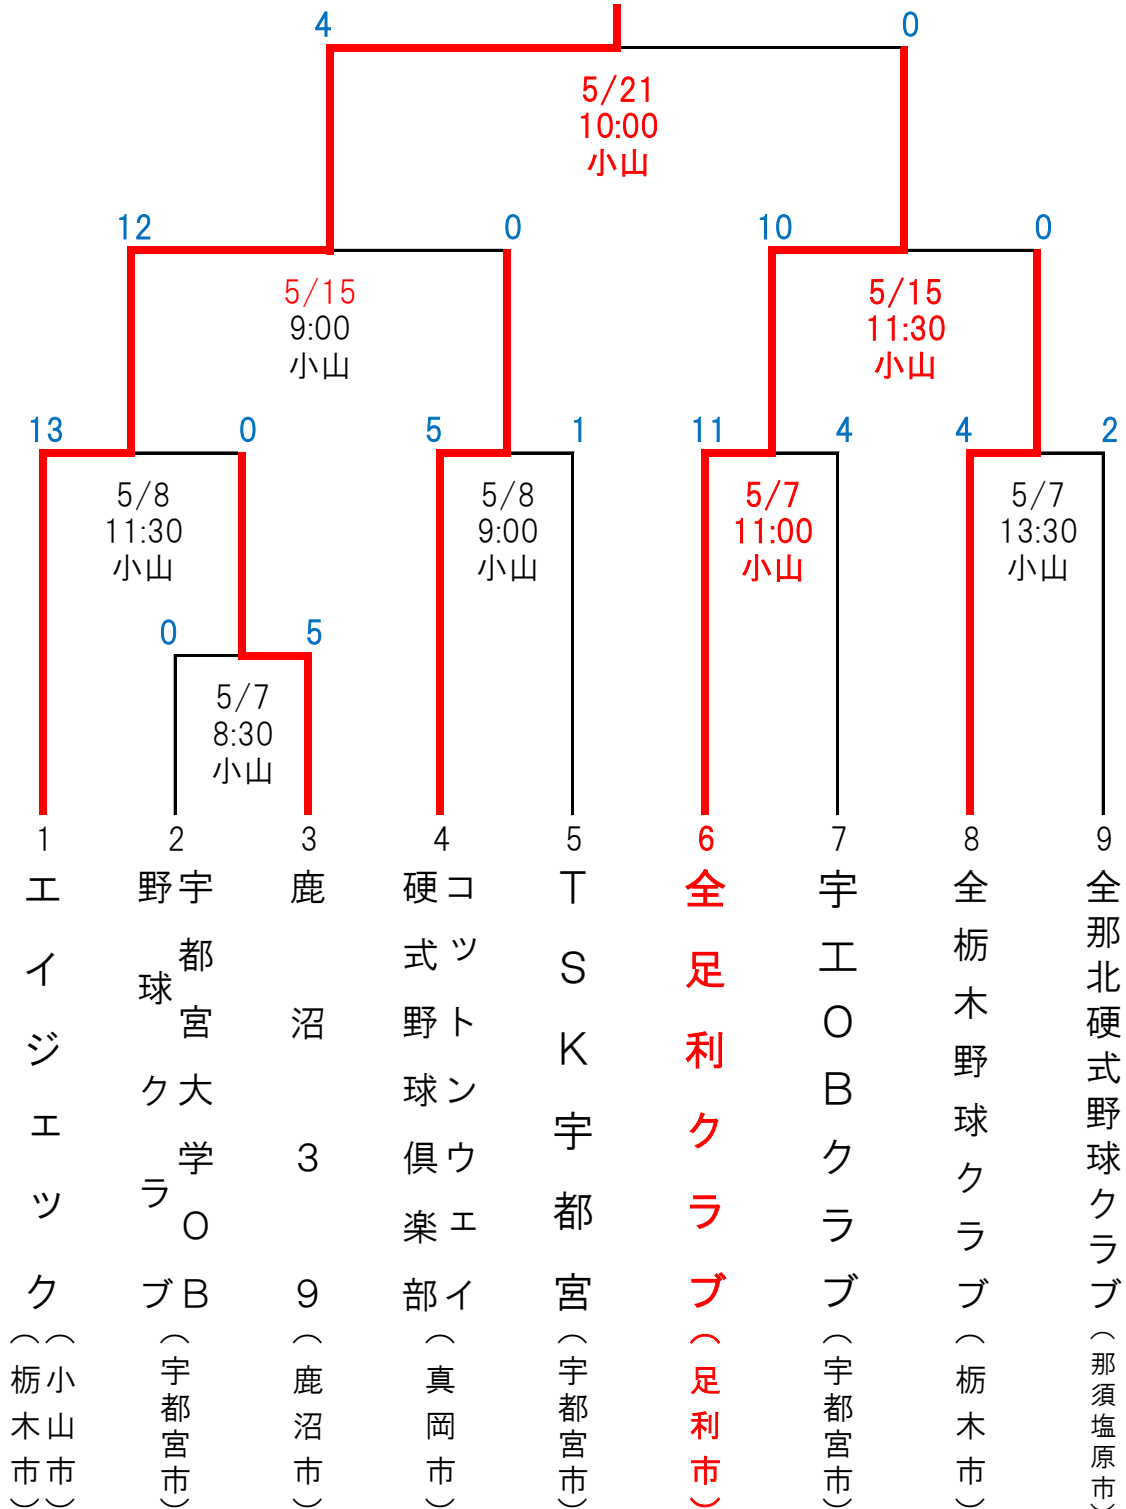 4
0
5/21
10:00
小山
12
0
10
0
5/15
9:00
小山
5/15
11:30
小山
13
0
5
1
11
4
4
2
5/8
11:30
小山
5/8
9:00
小山
5/7
11:00
小山
5/7
13:30
小山
0
5
5/7
8:30
小山
1
2
3
4
5
6
7
8
9
エイジェック
（小山市）
（栃木市）
宇都宮大学ＯＢ
野球クラブ
（宇都宮市）
鹿沼３９
（鹿沼市）
コットンウェイ
硬式野球倶楽部
（真岡市）
ＴＳＫ宇都宮
（宇都宮市）
全足利クラブ
（足利市）
宇工ＯＢクラブ
（宇都宮市）
全栃木野球クラブ
（栃木市）
全那北硬式野球クラブ
（那須塩原市）